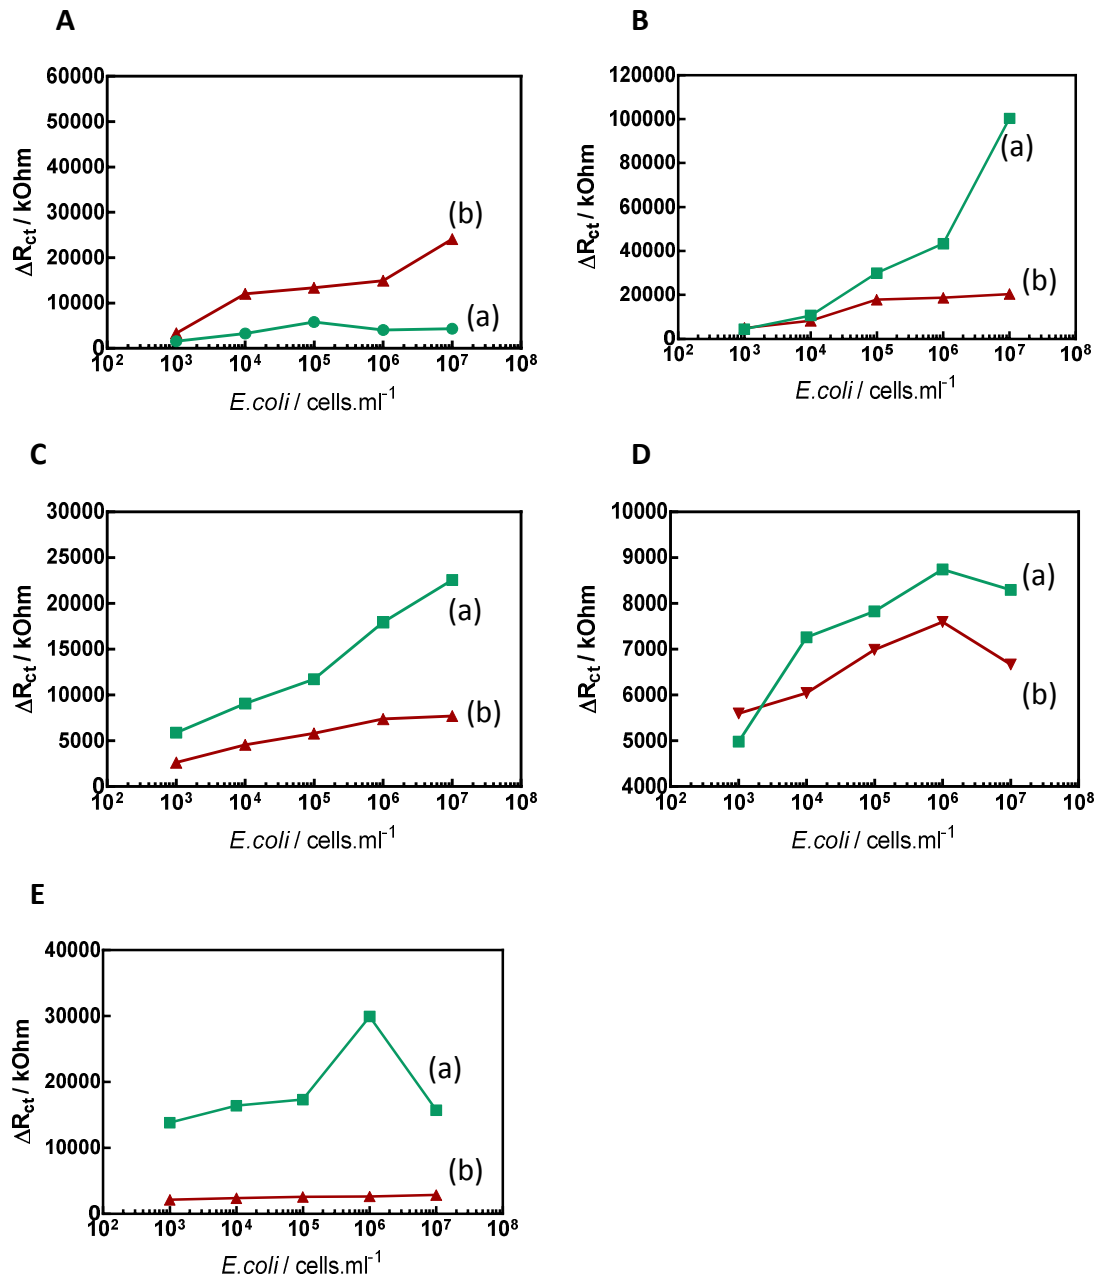 A
60000
50000
40000
30000
20000
10000
0
ΔRct / kOhm
(b)
(a)
10² 10³ 10⁴ 10⁵ 10⁶ 10⁷ 10⁸
E.coli / cells.ml⁻¹
B
120000
100000
80000
60000
40000
20000
0
ΔRct / kOhm
(a)
(b)
10² 10³ 10⁴ 10⁵ 10⁶ 10⁷ 10⁸
E.coli / cells.ml⁻¹
C
30000
25000
20000
15000
10000
5000
0
ΔRct / kOhm
(a)
(b)
10² 10³ 10⁴ 10⁵ 10⁶ 10⁷ 10⁸
E.coli / cells.ml⁻¹
D
10000
9000
8000
7000
6000
5000
4000
ΔRct / kOhm
(a)
(b)
10² 10³ 10⁴ 10⁵ 10⁶ 10⁷ 10⁸
E.coli / cells.ml⁻¹
E
40000
30000
20000
10000
0
ΔRct / kOhm
(a)
(b)
10² 10³ 10⁴ 10⁵ 10⁶ 10⁷ 10⁸
E.coli / cells.ml⁻¹